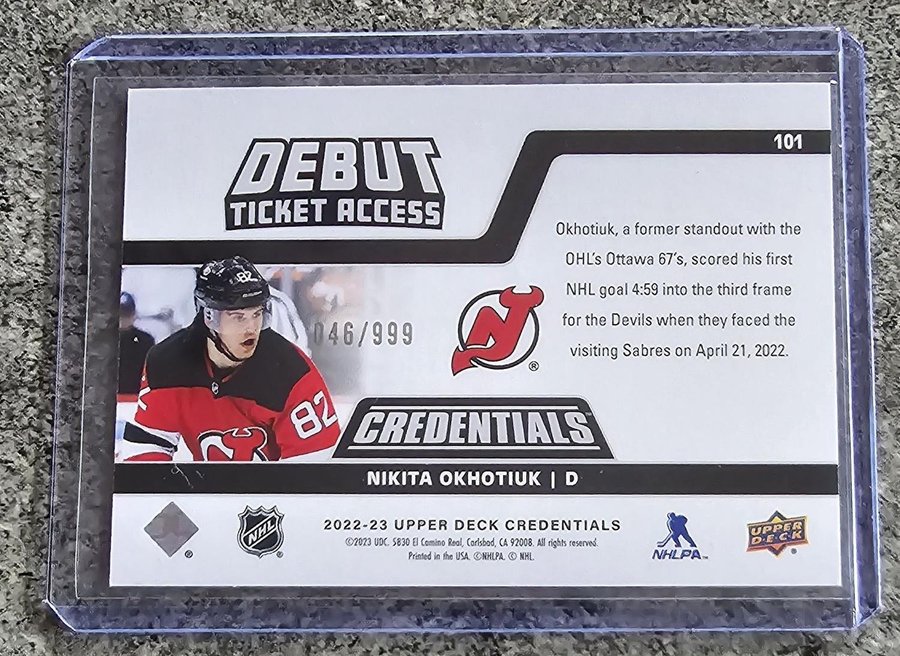 101
DEBUT
TICKET ACCESS
Okhotiuk, a former standout with the
OHL's Ottawa 67's, scored his first
NHL goal 4:59 into the third frame
for the Devils when they faced the
visiting Sabres on April 21, 2022.
82
046/999
82
®
CREDENTIALS
NIKITA OKHOTIUK | D
®
NHL
2022-23 UPPER DECK CREDENTIALS
©2023 UDC. 5830 El Camino Real, Carlsbad, CA 92008. All rights reserved.
Printed in the USA. ©NHLPA. © NHL.
NHLPA™
UPPER
DECK
®